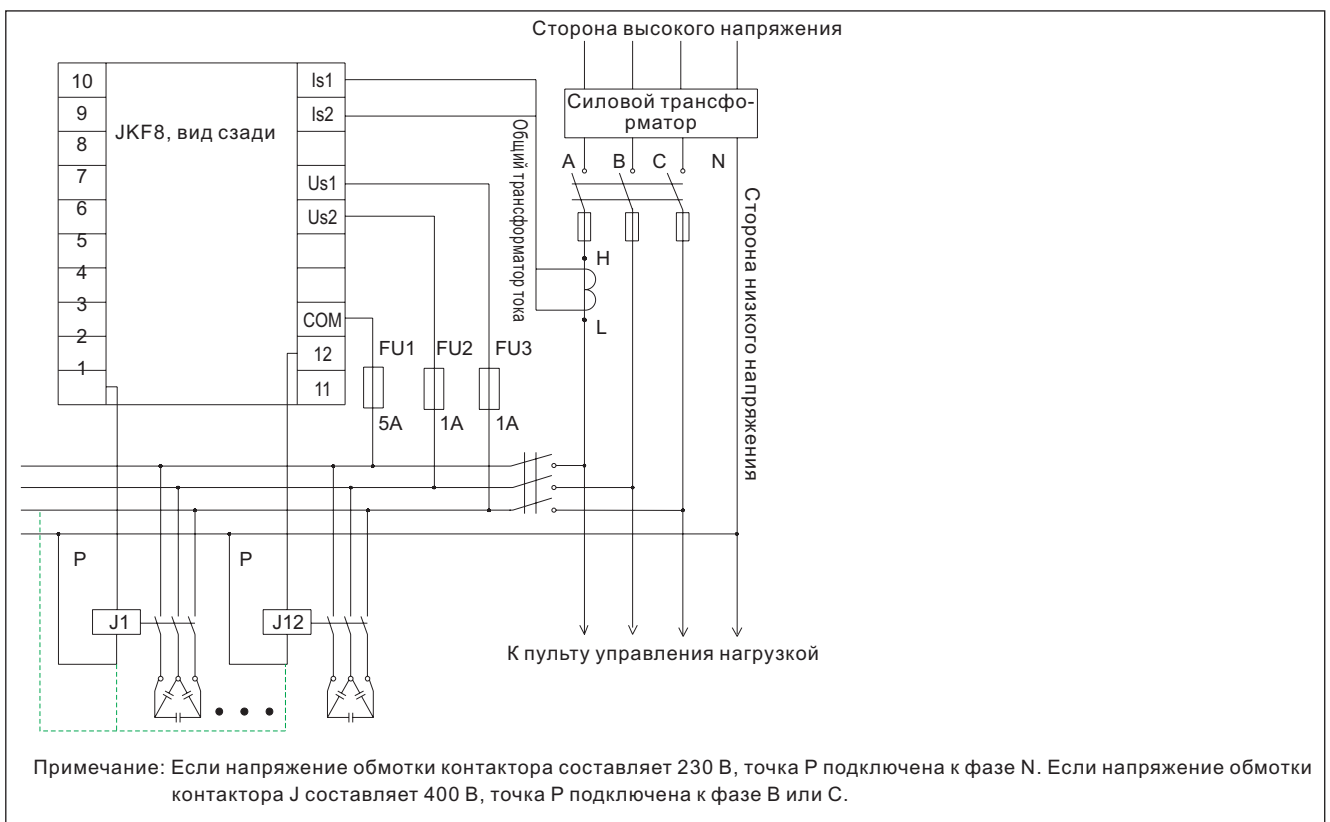 Сторона высокого напряжения
10
9
8
7
6
5
4
3
2
1
JKF8, вид сзади
Is1
Is2
Us1
Us2
COM
12
11
Общий трансформатор тока
Силовой трансфо-
рматор
A B C N
H
L
Сторона низкого напряжения
FU1 FU2 FU3
5A 1A 1A
P P
J1 J12
К пульту управления нагрузкой
Примечание: Если напряжение обмотки контактора составляет 230 В, точка P подключена к фазе N. Если напряжение обмотки
контактора J составляет 400 В, точка P подключена к фазе B или C.